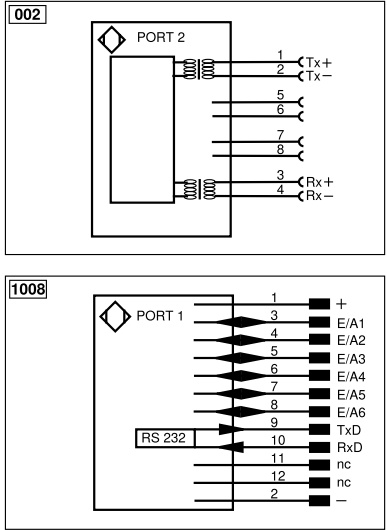 002
PORT 2
1 Tx+
2 Tx−
5
6
7
8
3 Rx+
4 Rx−
1008
PORT 1
1 +
3 E/A1
4 E/A2
5 E/A3
6 E/A4
7 E/A5
8 E/A6
RS 232
9 TxD
10 RxD
11 nc
12 nc
2 −